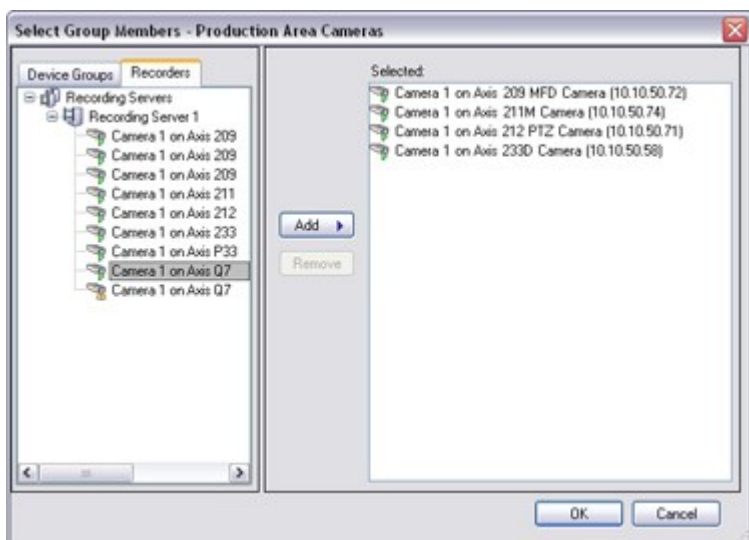 Select Group Members - Production Area Cameras
Device Groups
Recorders
Recording Servers
Recording Server 1
Camera 1 on Axis 209
Camera 1 on Axis 209
Camera 1 on Axis 209
Camera 1 on Axis 211
Camera 1 on Axis 212
Camera 1 on Axis 233
Camera 1 on Axis P33
Camera 1 on Axis Q7
Camera 1 on Axis Q7
Add
Remove
Selected:
Camera 1 on Axis 209 MFD Camera (10.10.50.72)
Camera 1 on Axis 211M Camera (10.10.50.74)
Camera 1 on Axis 212 PTZ Camera (10.10.50.71)
Camera 1 on Axis 233D Camera (10.10.50.58)
OK
Cancel